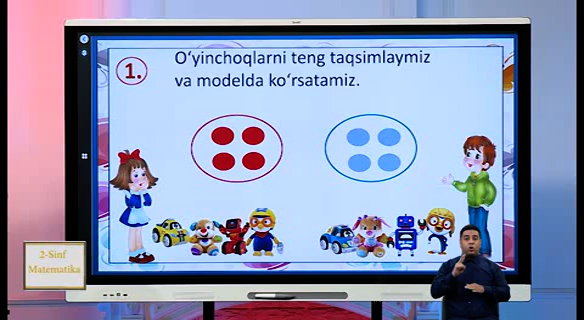 1.
O‘yinchoqlarni teng taqsimlaymiz
va modelda ko‘rsatamiz.
2-Sinf
Matematika